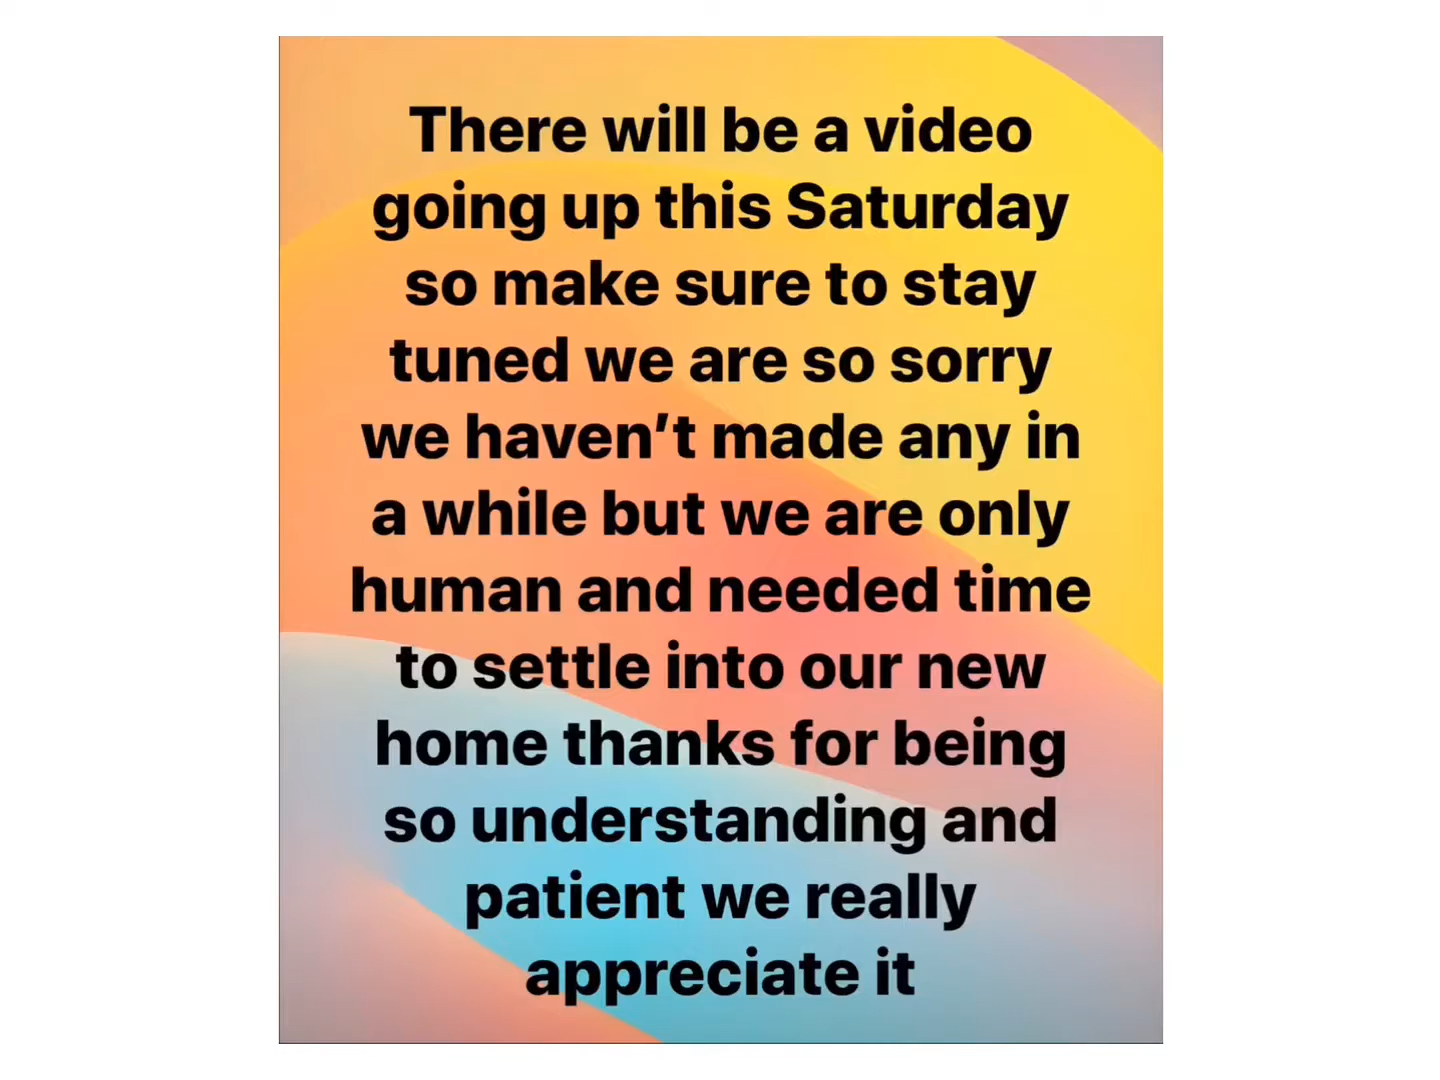 There will be a video
going up this Saturday
so make sure to stay
tuned we are so sorry
we haven’t made any in
a while but we are only
human and needed time
to settle into our new
home thanks for being
so understanding and
patient we really
appreciate it